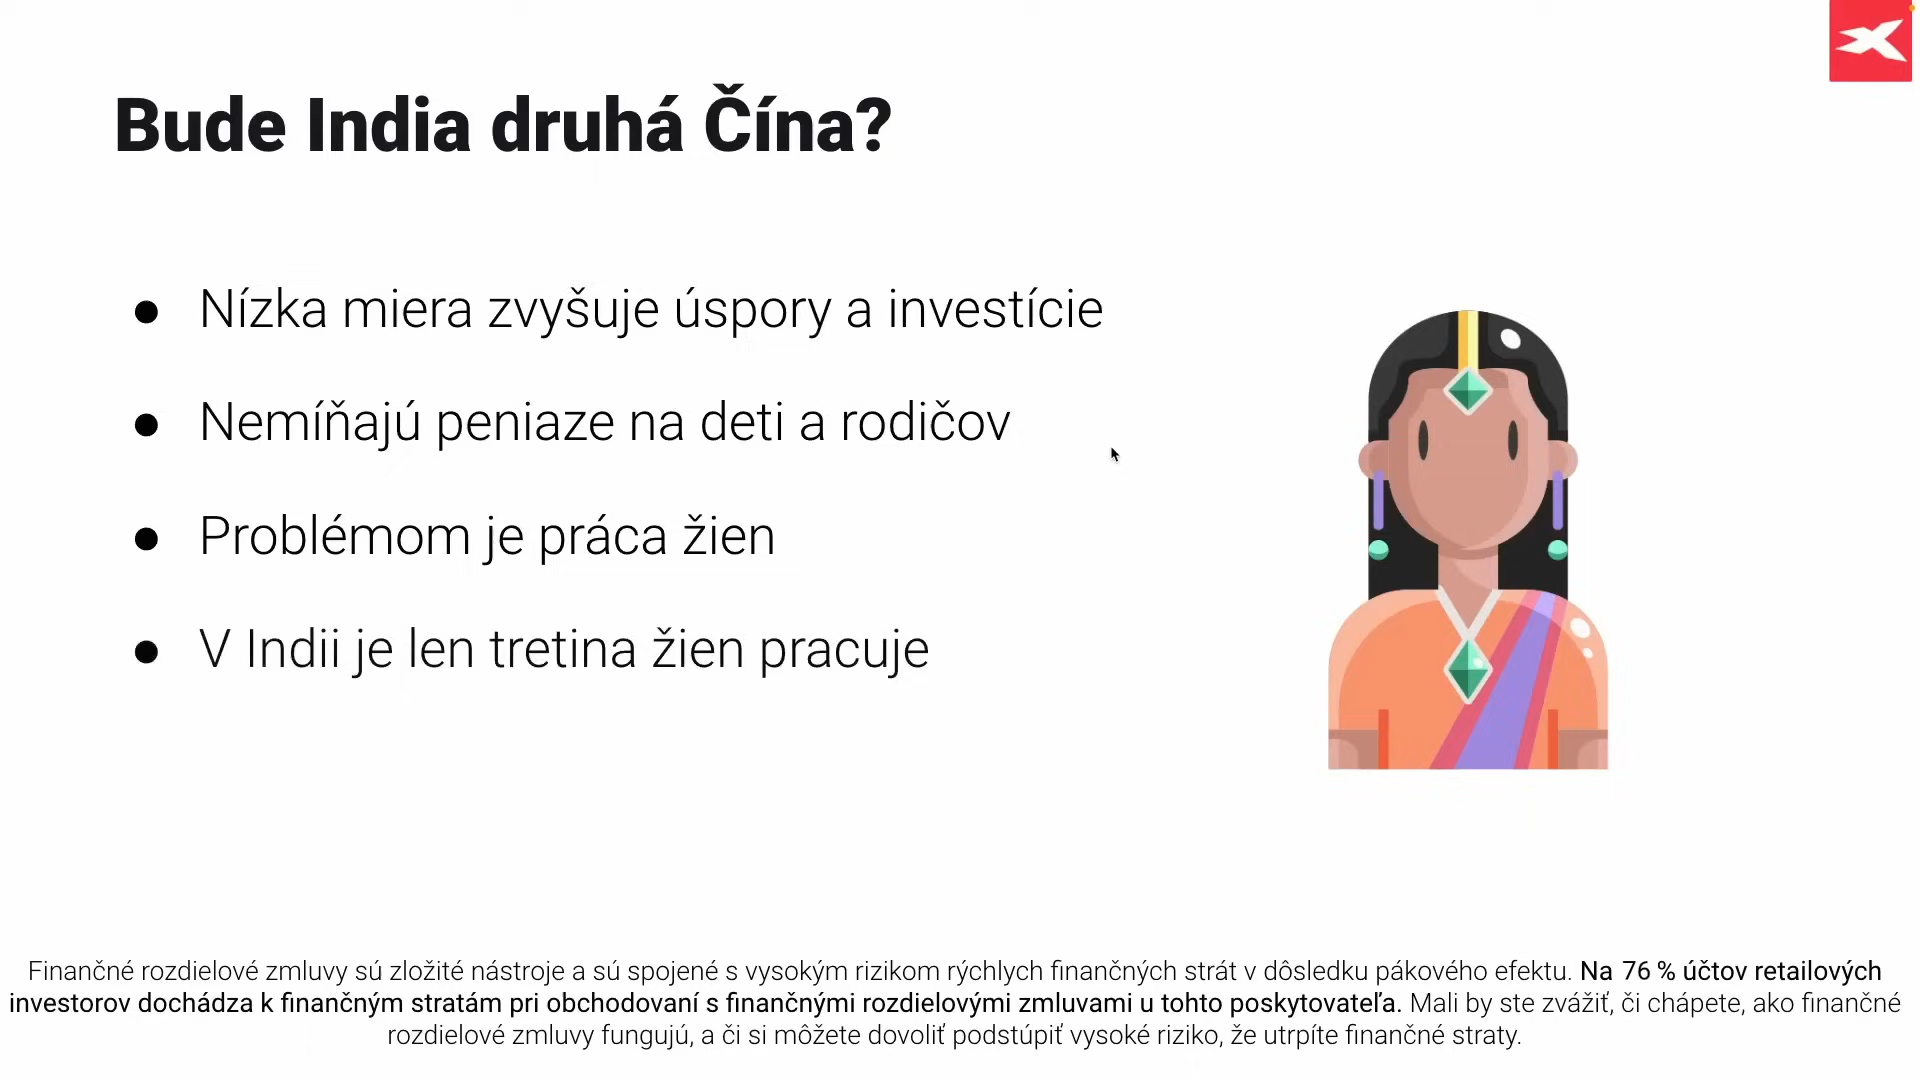 Bude India druhá Čína?
● Nízka miera zvyšuje úspory a investície
● Nemíňajú peniaze na deti a rodičov
● Problémom je práca žien
● V Indii je len tretina žien pracuje
Finančné rozdielové zmluvy sú zložité nástroje a sú spojené s vysokým rizikom rýchlych finančných strát v dôsledku pákového efektu. Na 76 % účtov retailových
investorov dochádza k finančným stratám pri obchodovaní s finančnými rozdielovými zmluvami u tohto poskytovateľa. Mali by ste zvážiť, či chápete, ako finančné
rozdielové zmluvy fungujú, a či si môžete dovoliť podstúpiť vysoké riziko, že utrpíte finančné straty.